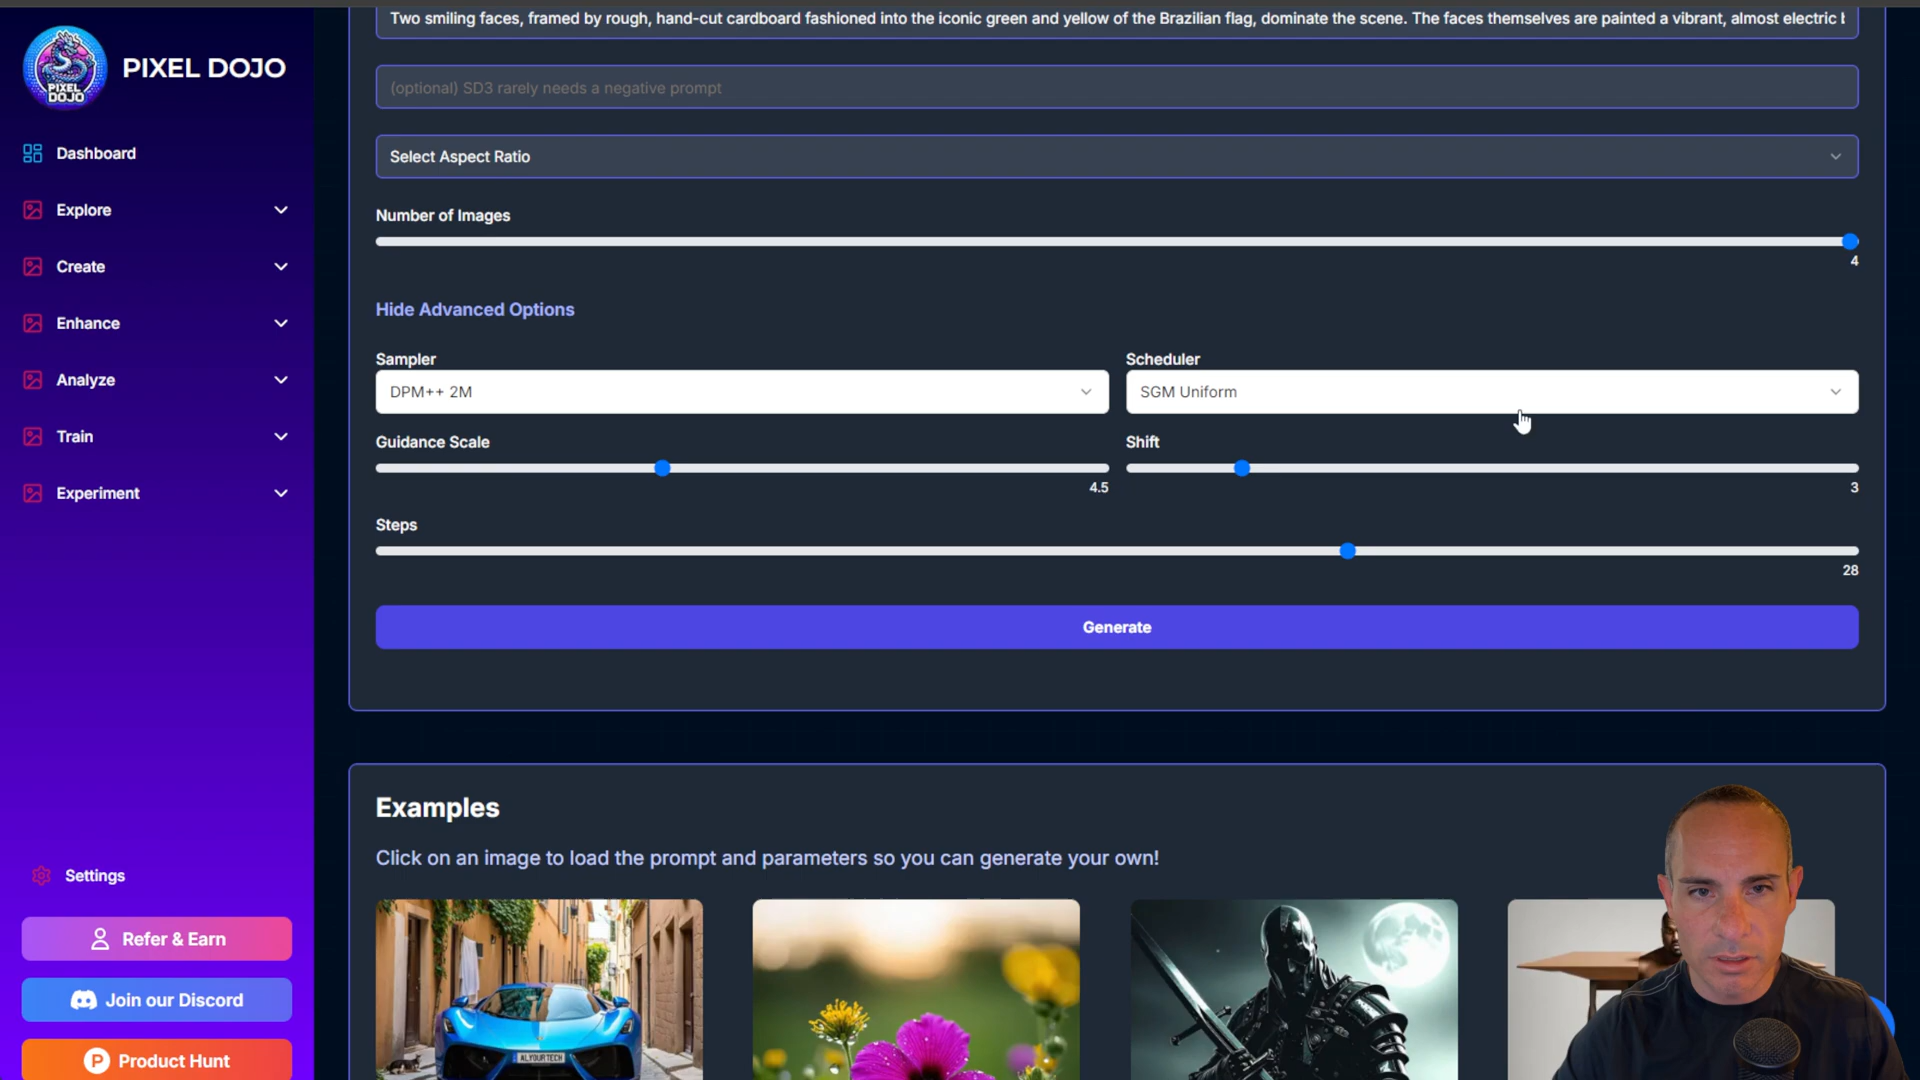 PIXEL DOJO
PIXEL
DOJO
Dashboard
Explore
Create
Enhance
Analyze
Train
Experiment
Settings
Refer & Earn
Join our Discord
P
Product Hunt
Two smiling faces, framed by rough, hand-cut cardboard fashioned into the iconic green and yellow of the Brazilian flag, dominate the scene. The faces themselves are painted a vibrant, almost electric
(optional) SD3 rarely needs a negative prompt
Select Aspect Ratio
Number of Images
4
Hide Advanced Options
Sampler
DPM++ 2M
Scheduler
SGM Uniform
Guidance Scale
4.5
Shift
3
Steps
28
Generate
Examples
Click on an image to load the prompt and parameters so you can generate your own!
ALYOURTECH